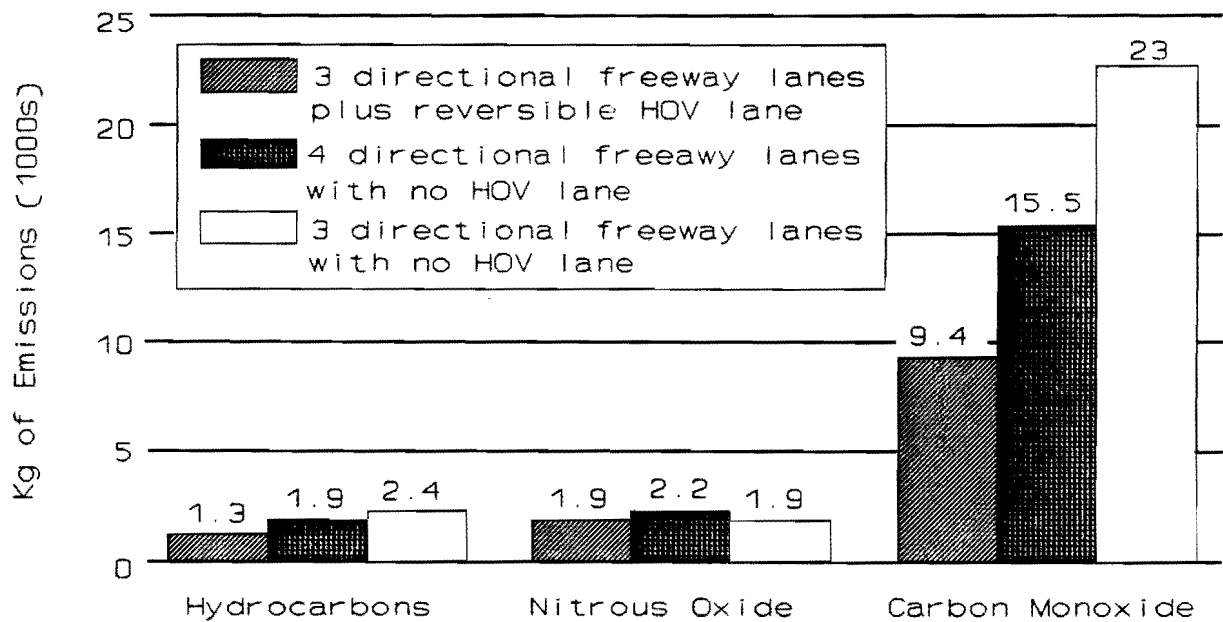 Kg of Emissions (1000s)
25
20
15
10
5
0
3 directional freeway lanes
plus reversible HOV lane
4 directional freeawy lanes
with no HOV lane
3 directional freeway lanes
with no HOV lane
1.3
1.9
2.4
1.9
2.2
1.9
9.4
15.5
23
Hydrocarbons
Nitrous Oxide
Carbon Monoxide